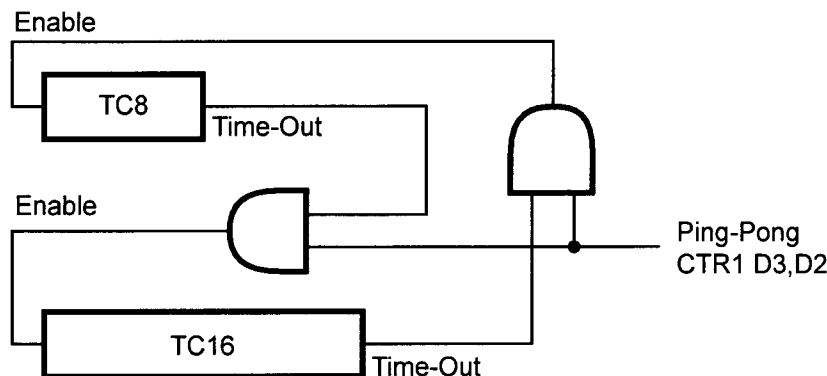 Enable
TC8
Time-Out
Enable
Ping-Pong
CTR1 D3,D2
TC16
Time-Out